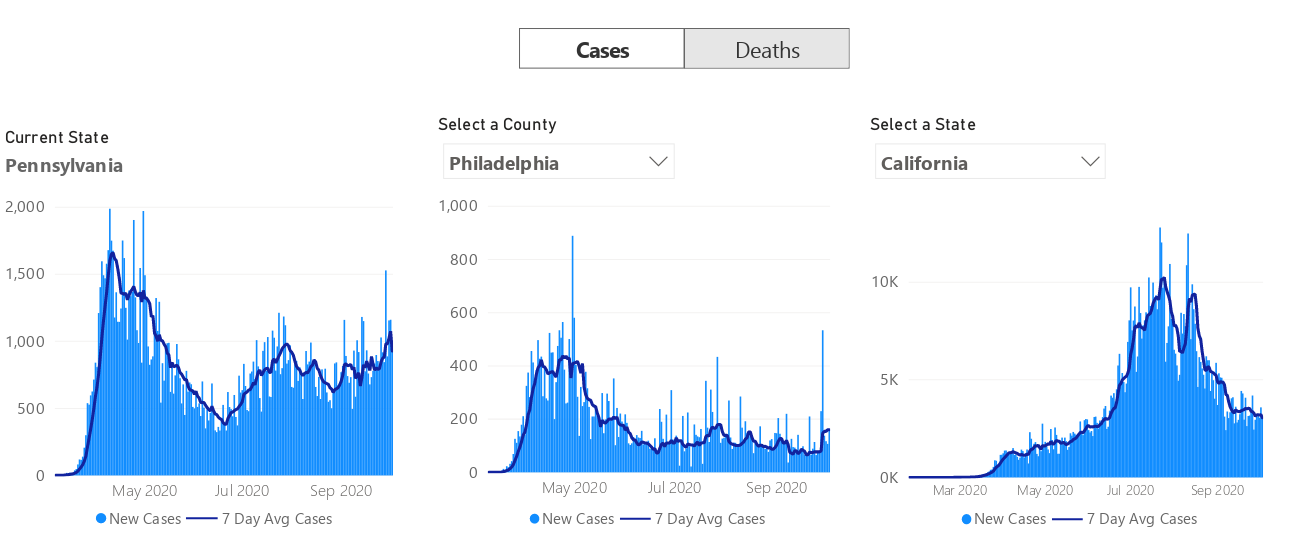 Cases Deaths
Current State
Pennsylvania
2,000
1,500
1,000
500
0
May 2020 Jul 2020 Sep 2020
New Cases 7 Day Avg Cases
Select a County
Philadelphia
1,000
800
600
400
200
0
May 2020 Jul 2020 Sep 2020
New Cases 7 Day Avg Cases
Select a State
California
10K
5K
0K
Mar 2020 May 2020 Jul 2020 Sep 2020
New Cases 7 Day Avg Cases